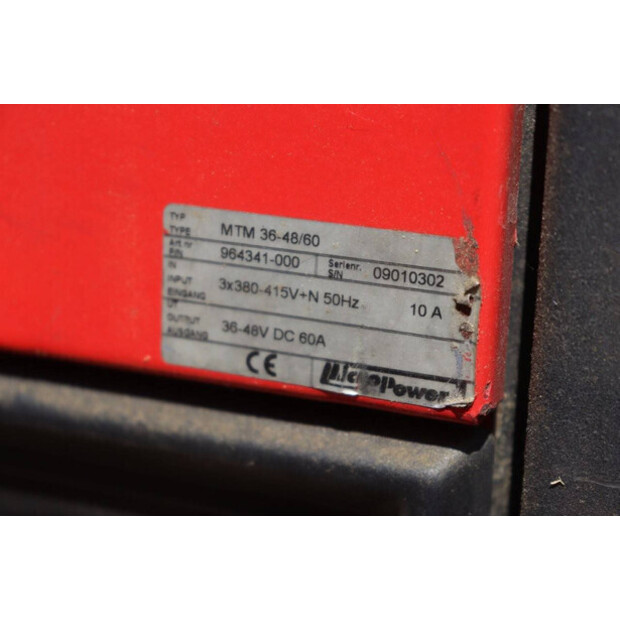 TYP
TYPE MTM 36-48/60
Art.nr Serienr.
P/N 964341-000 S/N 09010302
IN
INPUT 3x380-415V+N 50Hz 10 A
EINGANG
UT
OUTPUT 36-48V DC 60A
AUSGANG
CE MicroPower